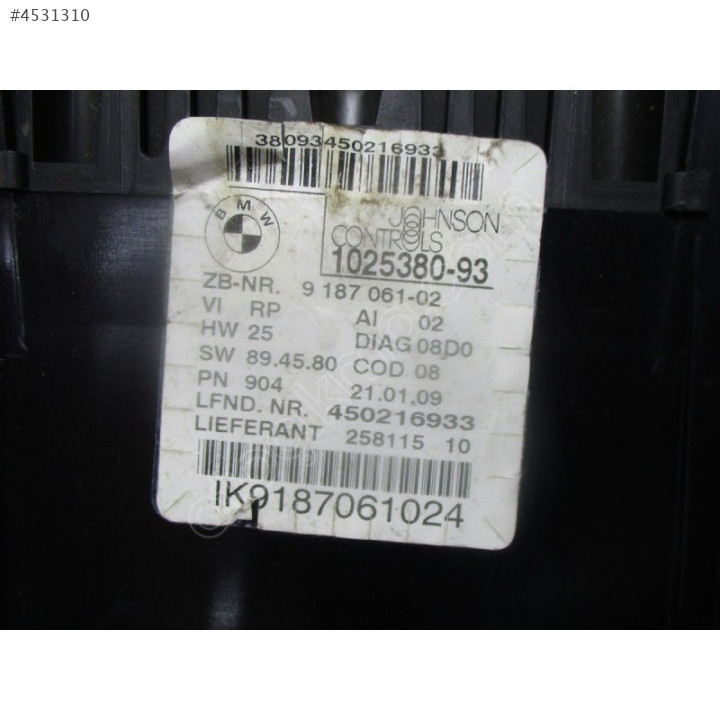 #4531310
38093450216933
BMW
JOHNSON
CONTROLS
1025380-93
ZB-NR. 9 187 061-02
VI RP AI 02
HW 25 DIAG 08D0
SW 89.45.80 COD 08
PN 904 21.01.09
LFND. NR. 450216933
LIEFERANT 258115 10
IK9187061024